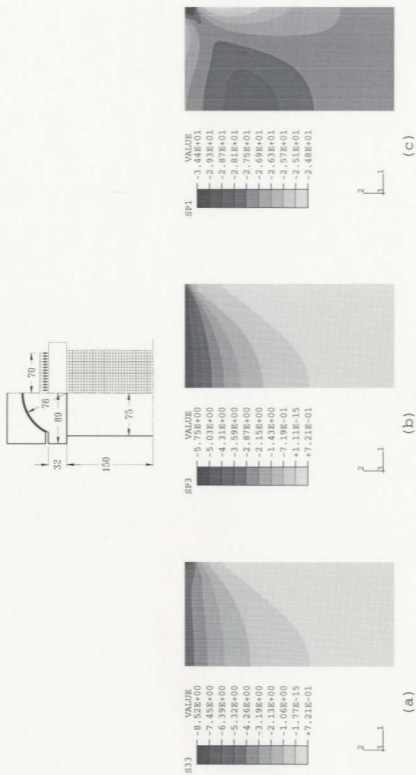 70
76
89
75
32
150
S33 VALUE
-8.52E+00
-7.45E+00
-6.39E+00
-5.32E+00
-4.26E+00
-3.19E+00
-2.13E+00
-1.06E+00
-1.77E-15
+7.21E-01
2
3 1
(a)
SP3 VALUE
-5.75E+00
-5.03E+00
-4.31E+00
-3.59E+00
-2.87E+00
-2.15E+00
-1.43E+00
-7.19E-01
+1.11E-15
+7.21E-01
2
3 1
(b)
SP1 VALUE
-3.44E+01
-2.93E+01
-2.87E+01
-2.81E+01
-2.75E+01
-2.69E+01
-2.63E+01
-2.57E+01
-2.51E+01
-2.48E+01
2
3 1
(c)